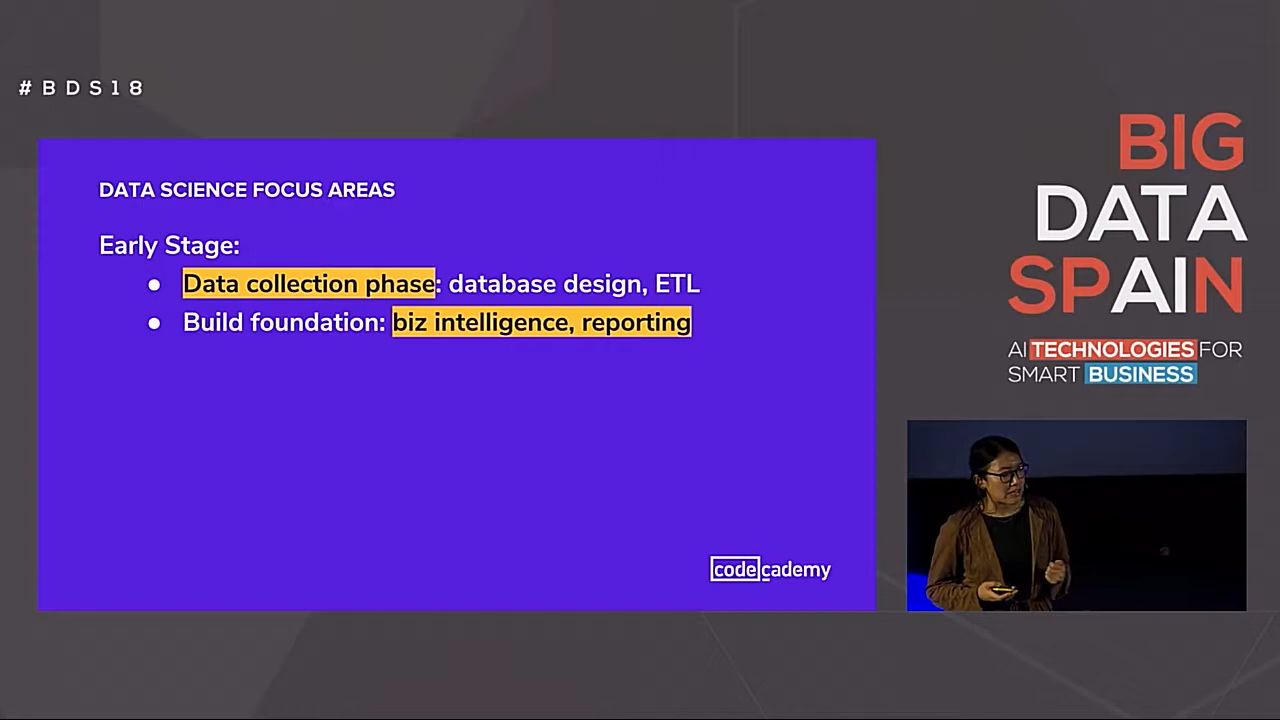 #BDS18
DATA SCIENCE FOCUS AREAS
Early Stage:
● Data collection phase: database design, ETL
● Build foundation: biz intelligence, reporting
codecademy
BIG
DATA
SPAIN
AI TECHNOLOGIES FOR
SMART BUSINESS